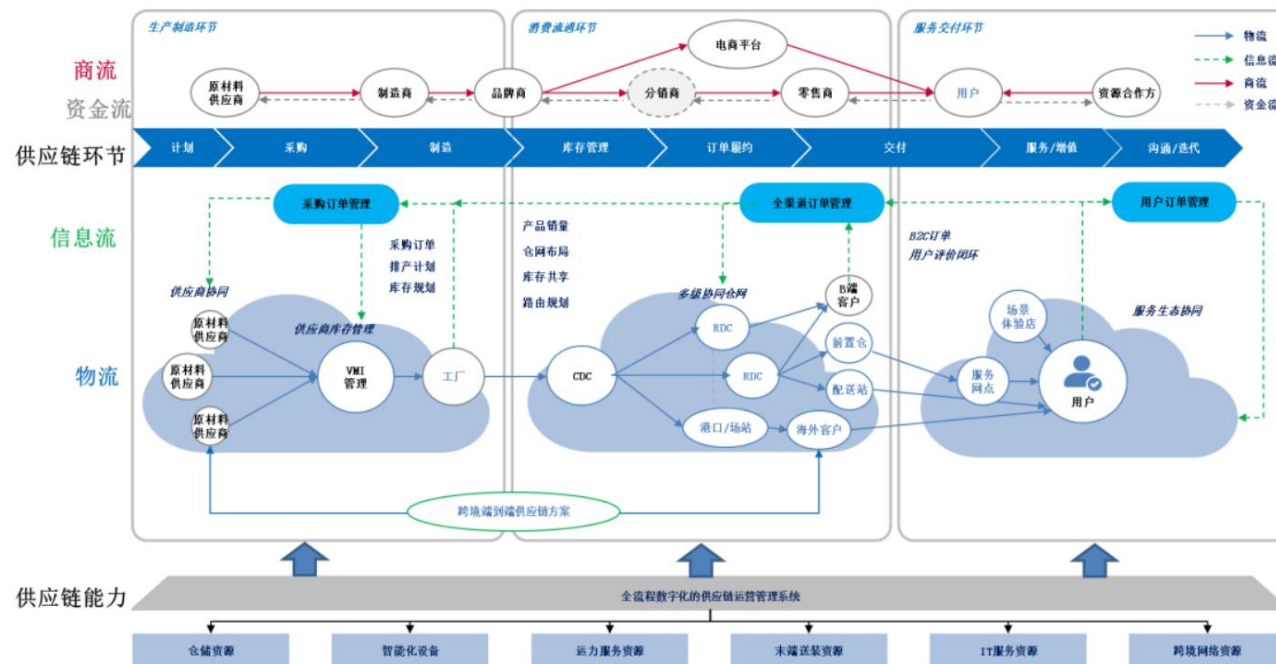 生产制造环节
消费流通环节
服务交付环节
物流
信息流
商流
资金流
商流
资金流
原材料
供应商
制造商
品牌商
电商平台
分销商
零售商
用户
资源合作方
供应链环节
计划
采购
制造
库存管理
订单履约
交付
服务/增值
沟通/迭代
信息流
采购订单管理
全渠道订单管理
用户订单管理
采购订单
排产计划
库存规划
产品销量
仓网布局
库存共享
路由规划
B2C订单
用户评价闭环
物流
供应商协同
原材料
供应商
原材料
供应商
原材料
供应商
供应商库存管理
VMI
管理
工厂
CDC
多级协同仓网
RDC
RDC
港口/场站
B端
客户
前置仓
配送站
海外客户
场景
体验店
服务
网点
用户
服务生态协同
跨境端到端供应链方案
供应链能力
全流程数字化的供应链运营管理系统
仓储资源
智能化设备
运力服务资源
末端送装资源
IT服务资源
跨境网络资源